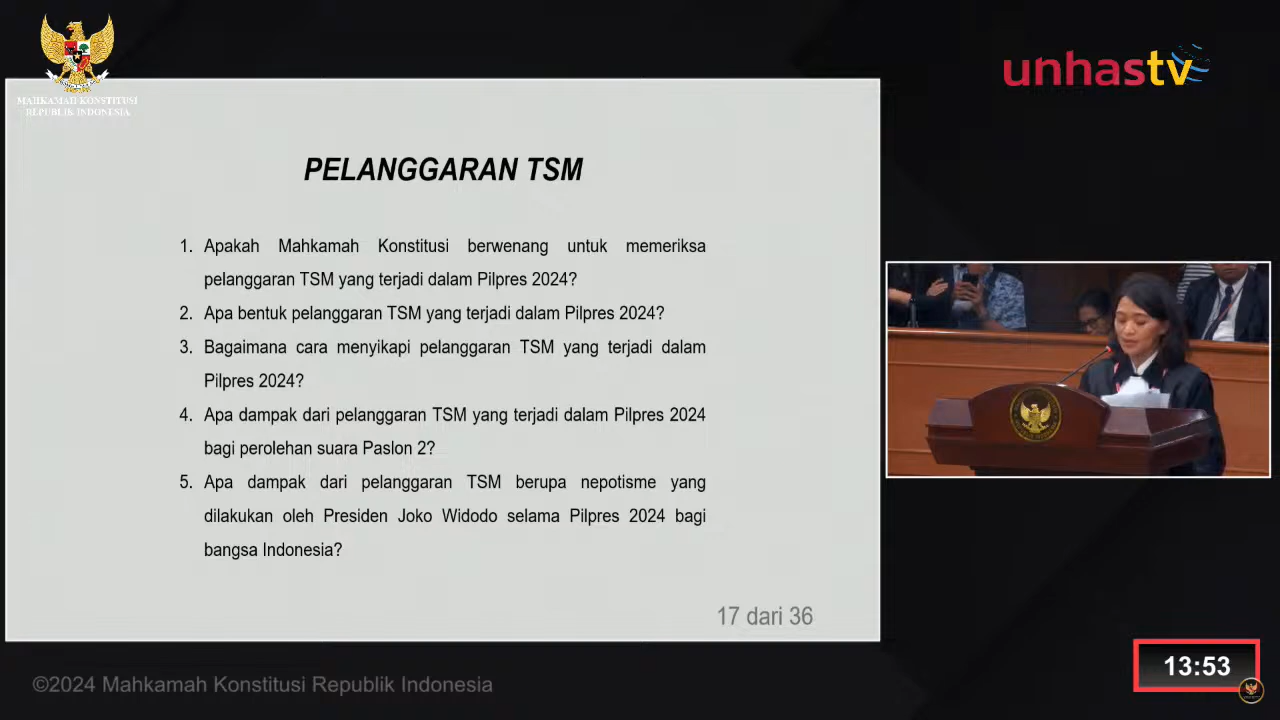 MAHKAMAH KONSTITUSI
REPUBLIK INDONESIA
unhastv
PELANGGARAN TSM
1. Apakah Mahkamah Konstitusi berwenang untuk memeriksa
pelanggaran TSM yang terjadi dalam Pilpres 2024?
2. Apa bentuk pelanggaran TSM yang terjadi dalam Pilpres 2024?
3. Bagaimana cara menyikapi pelanggaran TSM yang terjadi dalam
Pilpres 2024?
4. Apa dampak dari pelanggaran TSM yang terjadi dalam Pilpres 2024
bagi perolehan suara Paslon 2?
5. Apa dampak dari pelanggaran TSM berupa nepotisme yang
dilakukan oleh Presiden Joko Widodo selama Pilpres 2024 bagi
bangsa Indonesia?
17 dari 36
©2024 Mahkamah Konstitusi Republik Indonesia
13:53